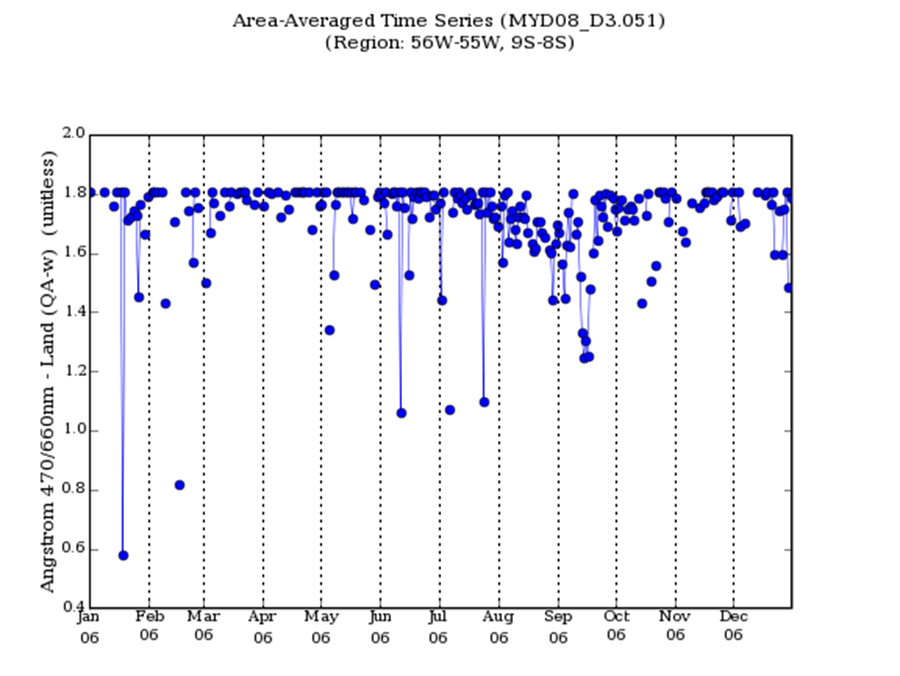 Area-Averaged Time Series (MYD08_D3.051)
(Region: 56W-55W, 9S-8S)
Angstrom 470/660nm - Land (QA-w) (unitless)
2.0
1.8
1.6
1.4
1.2
1.0
0.8
0.6
0.4
Jan Feb Mar Apr May Jun Jul Aug Sep Oct Nov Dec
06 06 06 06 06 06 06 06 06 06 06 06